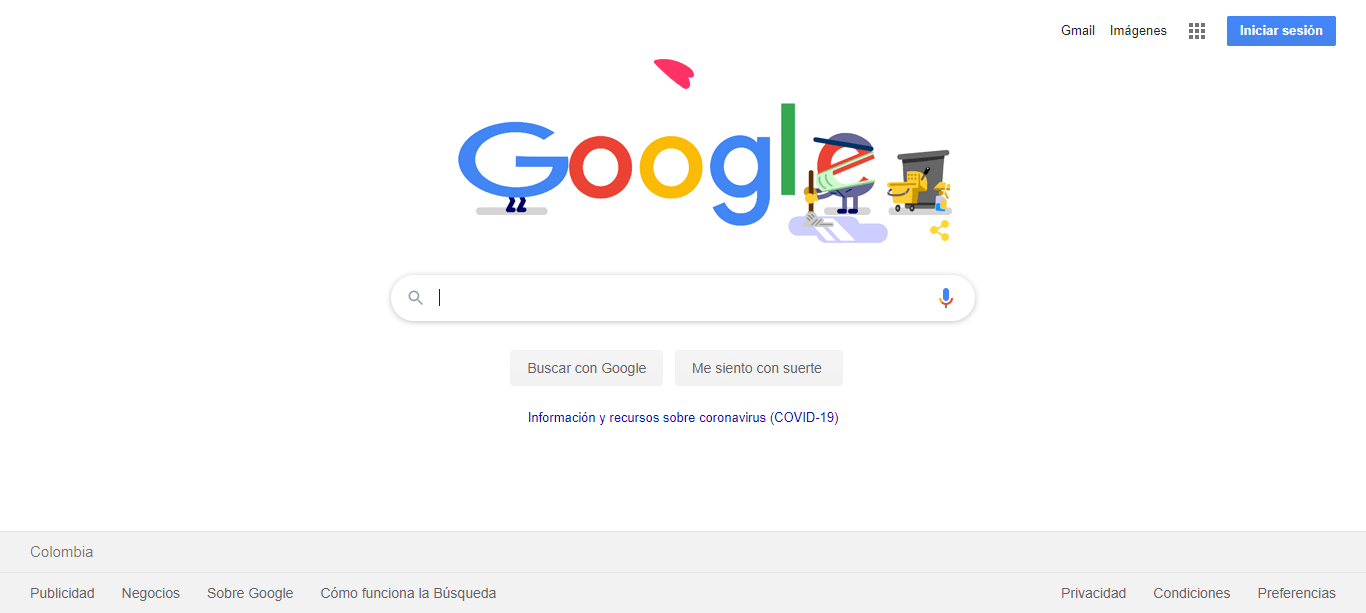 Gmail Imágenes Iniciar sesión
Google
Buscar con Google Me siento con suerte
Información y recursos sobre coronavirus (COVID-19)
Colombia
Publicidad Negocios Sobre Google Cómo funciona la Búsqueda Privacidad Condiciones Preferencias